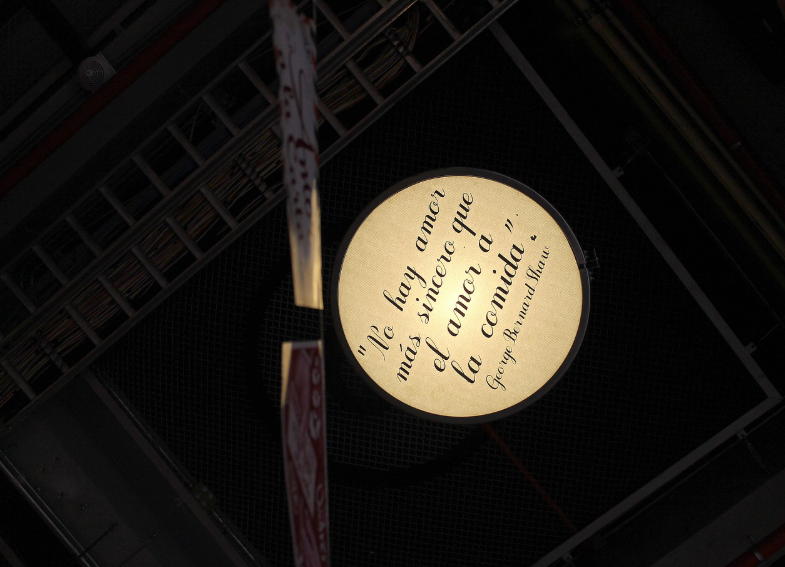 "No hay amor
más sincero que
el amor a
la comida".
George Bernard Shaw